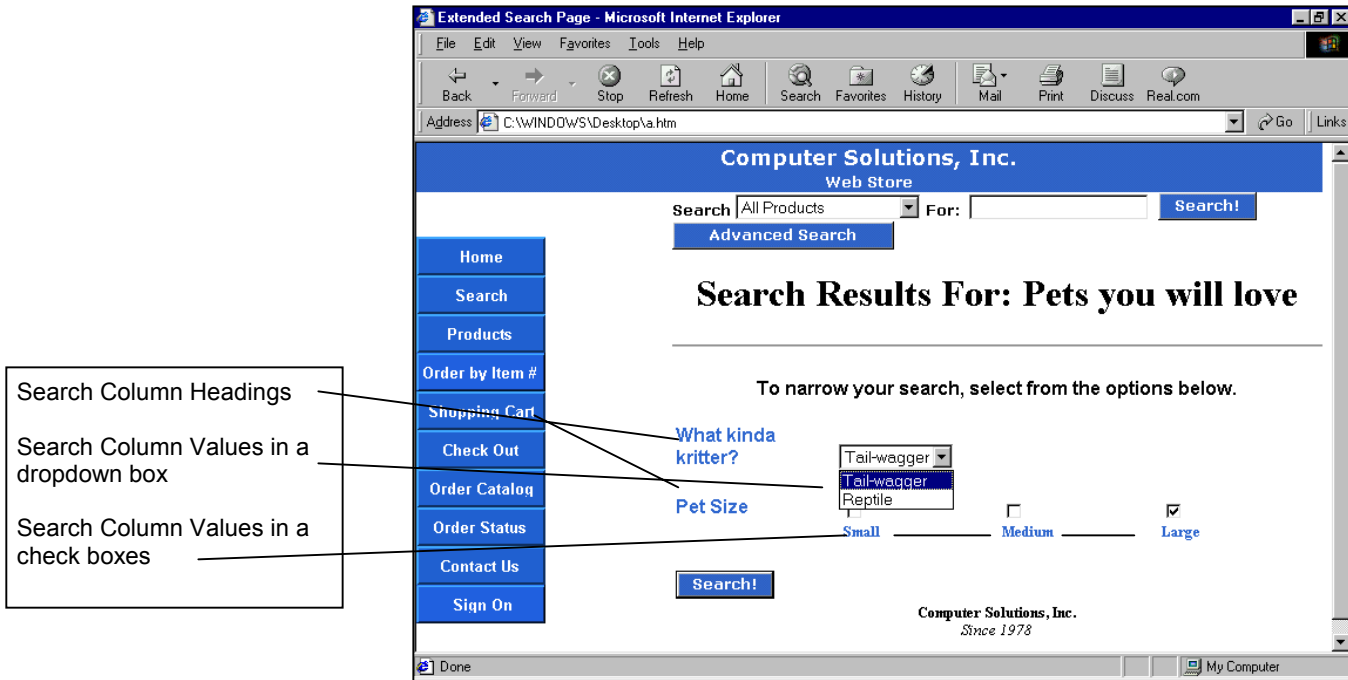 Extended Search Page - Microsoft Internet Explorer
File Edit View Favorites Tools Help
Back Forward Stop Refresh Home Search Favorites History Mail Print Discuss Real.com
Address C:\WINDOWS\Desktop\a.htm Go Links
Computer Solutions, Inc.
Web Store
Search All Products For: Search!
Advanced Search
Home
Search
Products
Order by Item #
Shopping Cart
Check Out
Order Catalog
Order Status
Contact Us
Sign On
Search Results For: Pets you will love
To narrow your search, select from the options below.
What kinda
kritter?
Tail-wagger
Tail-wagger
Reptile
Pet Size
Small Medium Large
Search!
Computer Solutions, Inc.
Since 1978
Done My Computer
Search Column Headings
Search Column Values in a
dropdown box
Search Column Values in a
check boxes